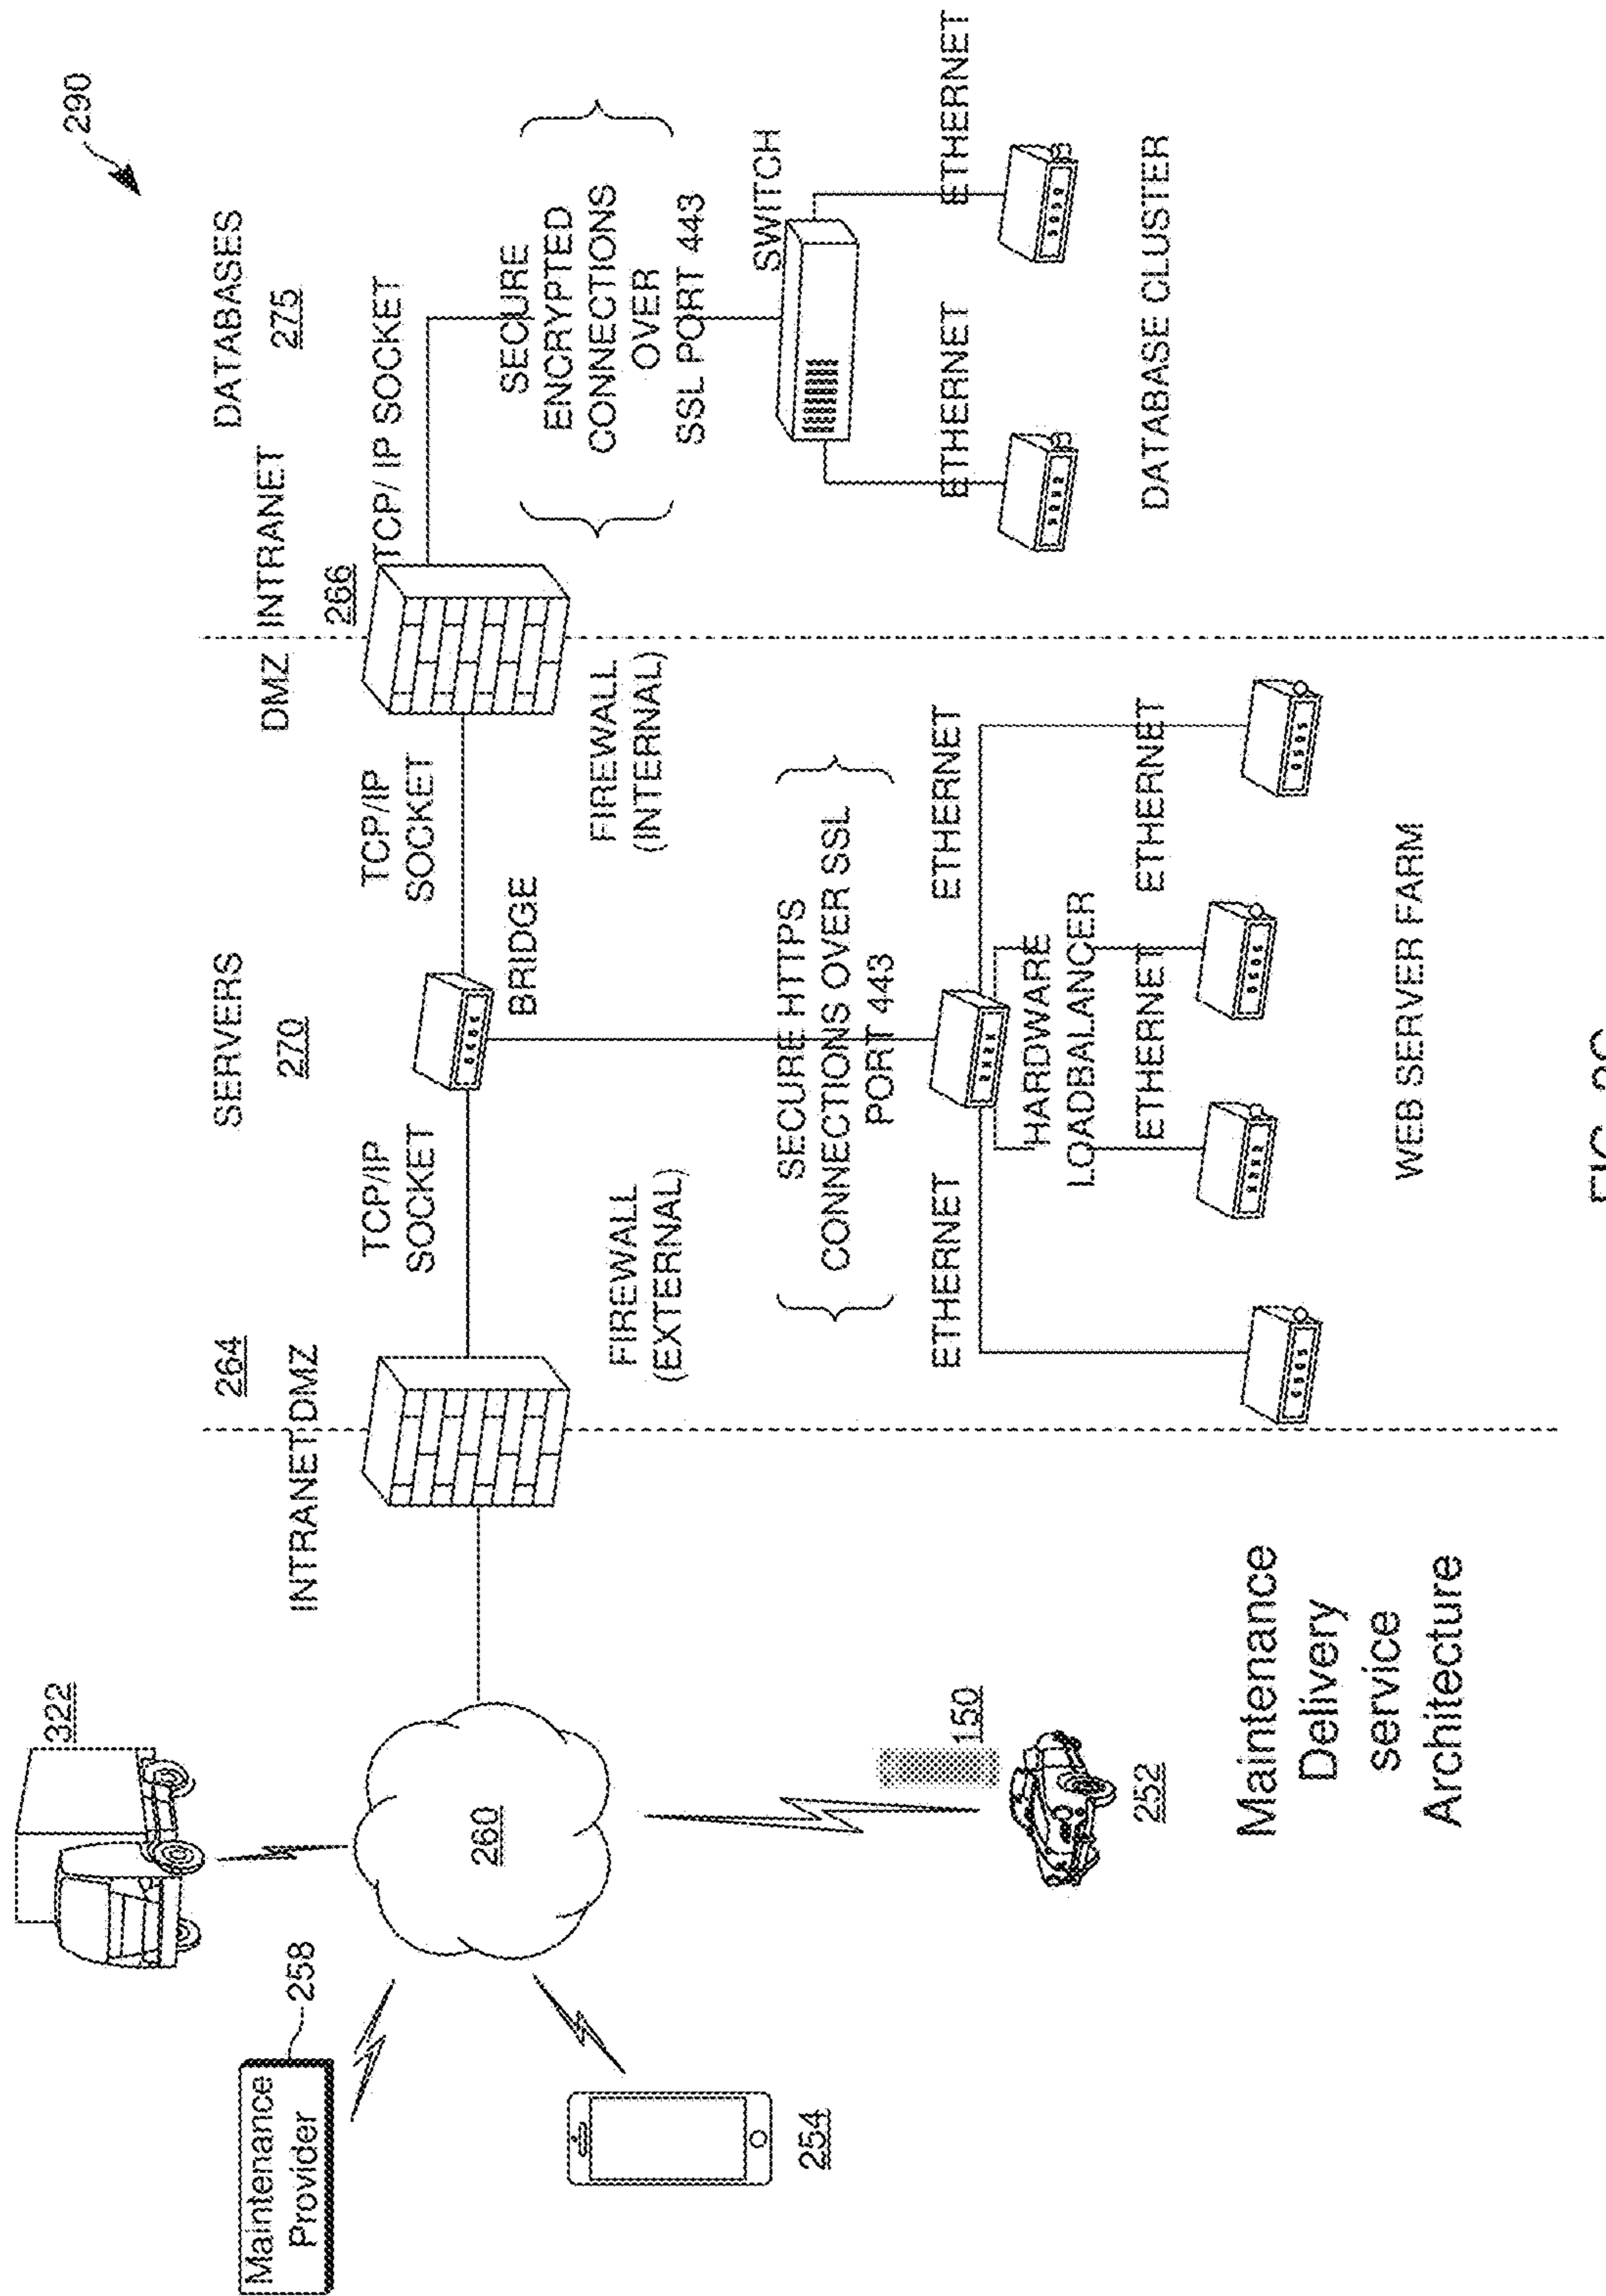 290
322
Maintenance
Provider
258
254
260
150
252
Maintenance
Delivery
service
Architecture
264
INTRANET DMZ
FIREWALL
(EXTERNAL)
SERVERS
270
TCP/IP
SOCKET
BRIDGE
TCP/IP
SOCKET
SECURE HTTPS
CONNECTIONS OVER SSL
PORT 443
ETHERNET
ETHERNET
HARDWARE
LOADBALANCER
ETHERNET
ETHERNET
WEB SERVER FARM
DMZ INTRANET
266
FIREWALL
(INTERNAL)
DATABASES
275
TCP/ IP SOCKET
SECURE
ENCRYPTED
CONNECTIONS
OVER
SSL PORT 443
SWITCH
ETHERNET
ETHERNET
DATABASE CLUSTER